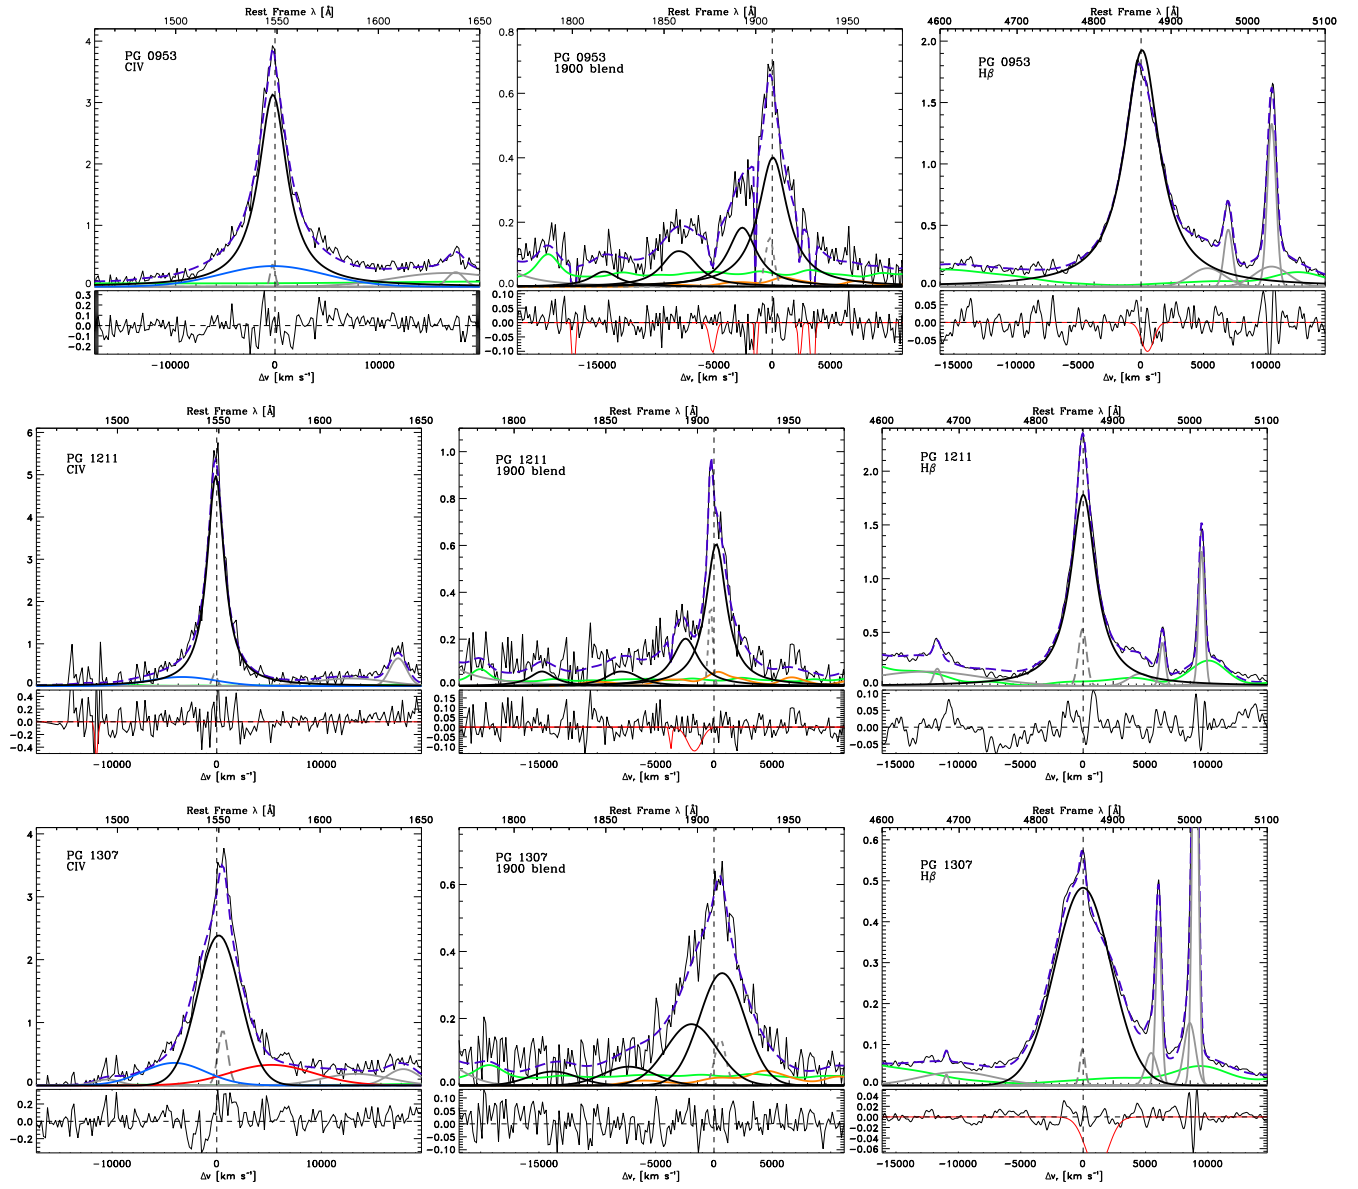 Rest Frame λ [Å]
1500 1550 1600 1650
PG 0953
CIV
4
3
2
1
0
0.3
0.2
0.1
0.0
-0.1
-0.2
-10000 0 10000
Δv [km s⁻¹]
Rest Frame λ [Å]
1800 1850 1900 1950
PG 0953
1900 blend
0.8
0.6
0.4
0.2
0.0
0.10
0.05
0.00
-0.05
-0.10
-15000 -5000 0 5000
Δvᵣ [km s⁻¹]
Rest Frame λ [Å]
4600 4700 4800 4900 5000 5100
PG 0953
Hβ
2.0
1.5
1.0
0.5
0.0
0.05
0.00
-0.05
-15000 -10000 -5000 0 5000 10000
Δvᵣ [km s⁻¹]
Rest Frame λ [Å]
1500 1550 1600 1650
PG 1211
CIV
6
5
4
3
2
1
0
0.4
0.2
-0.0
-0.2
-0.4
-10000 0 10000
Δv [km s⁻¹]
Rest Frame λ [Å]
1800 1850 1900 1950
PG 1211
1900 blend
1.0
0.8
0.6
0.4
0.2
0.0
0.15
0.10
0.05
0.00
-0.05
-0.10
-15000 -5000 0 5000
Δvᵣ [km s⁻¹]
Rest Frame λ [Å]
4600 4700 4800 4900 5000 5100
PG 1211
Hβ
2.0
1.5
1.0
0.5
0.0
0.10
0.05
0.00
-0.05
-15000 -10000 -5000 0 5000 10000
Δvᵣ [km s⁻¹]
Rest Frame λ [Å]
1500 1550 1600 1650
PG 1307
CIV
4
3
2
1
0
0.2
0.0
-0.2
-10000 0 10000
Δv [km s⁻¹]
Rest Frame λ [Å]
1800 1850 1900 1950
PG 1307
1900 blend
0.6
0.4
0.2
0.0
0.10
0.05
0.00
-0.05
-0.10
-15000 -5000 0 5000
Δvᵣ [km s⁻¹]
Rest Frame λ [Å]
4600 4700 4800 4900 5000 5100
PG 1307
Hβ
0.6
0.5
0.4
0.3
0.2
0.1
0.0
0.04
0.02
0.00
-0.02
-0.04
-0.06
-15000 -10000 -5000 0 5000 10000
Δvᵣ [km s⁻¹]